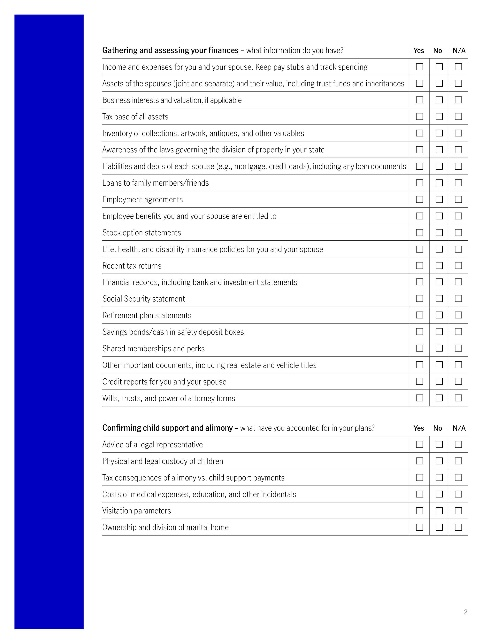 Gathering and assessing your finances – what information do you have? Yes No N/A
Income and expenses for you and your spouse. Keep pay stubs and track spending
Assets of the spouses (joint and separate) and their value, including trust funds and inheritances
Business interests and valuation, if applicable
Tax base of all assets
Inventory of collections, artwork, antiques, and other valuables
Awareness of the laws governing the division of property in your state
Liabilities and debts of each spouse (e.g., mortgage, credit cards), including any loan documents
Loans to family members/friends
Employment agreements
Employee benefits you and your spouse are entitled to
Stock option statements
Life, health, and disability insurance policies for you and your spouse
Recent tax returns
Financial records, including bank and investment statements
Social Security statement
Retirement plan statements
Savings bonds/cash in safety deposit boxes
Shared memberships and perks
Other important documents, including real estate and vehicle titles
Credit reports for you and your spouse
Wills, trusts, and power of attorney forms
Confirming child support and alimony – what have you accounted for in your plans? Yes No N/A
Advice of a legal representative
Physical and legal custody of children
Tax consequences of alimony vs. child support payments
Costs of medical expenses, education, and other incidentals
Visitation parameters
Ownership and division of marital home
2